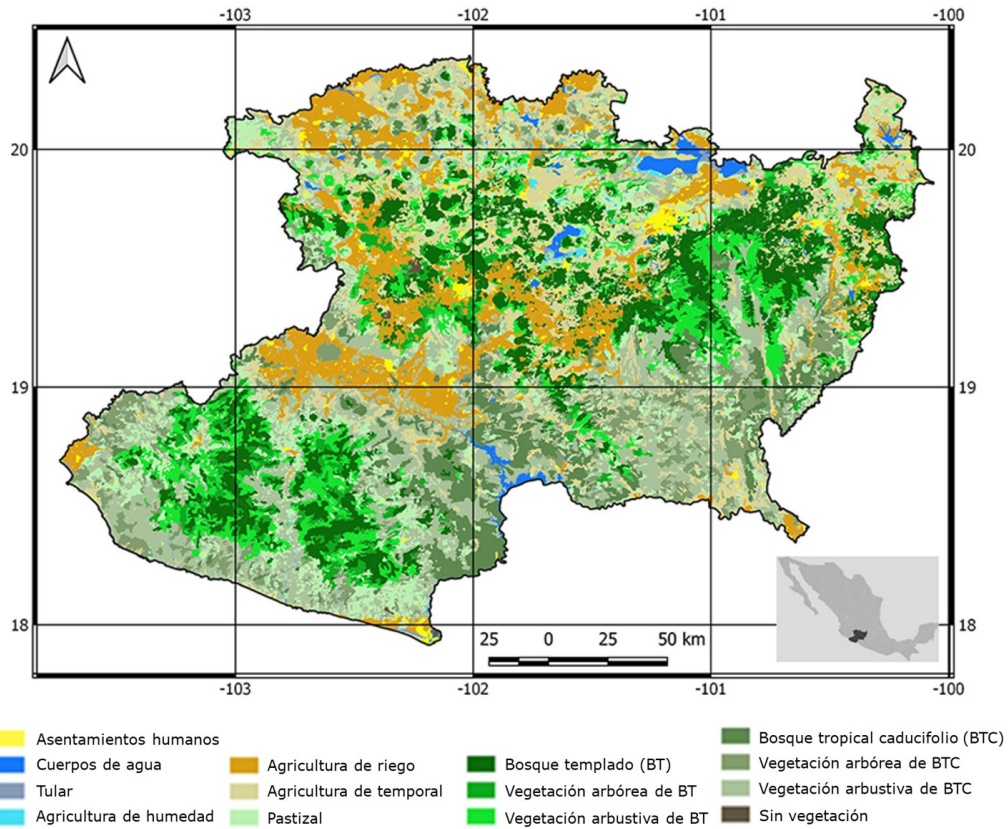 -103 -102 -101 -100
20 20
19 19
18 18
25 0 25 50 km
-103 -102 -101 -100
Asentamientos humanos
Cuerpos de agua
Tular
Agricultura de humedad
Agricultura de riego
Agricultura de temporal
Pastizal
Bosque templado (BT)
Vegetación arbórea de BT
Vegetación arbustiva de BT
Bosque tropical caducifolio (BTC)
Vegetación arbórea de BTC
Vegetación arbustiva de BTC
Sin vegetación